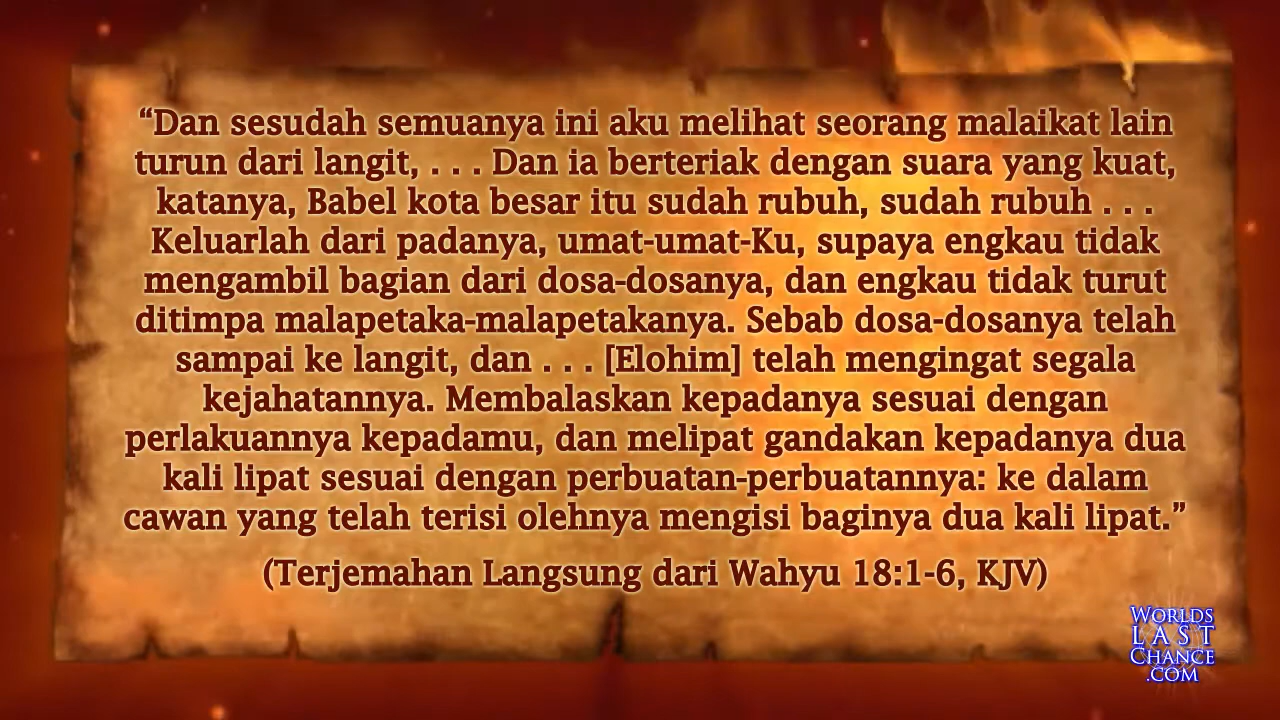 “Dan sesudah semuanya ini aku melihat seorang malaikat lain
turun dari langit, . . . Dan ia berteriak dengan suara yang kuat,
katanya, Babel kota besar itu sudah rubuh, sudah rubuh . . .
Keluarlah dari padanya, umat-umat-Ku, supaya engkau tidak
mengambil bagian dari dosa-dosanya, dan engkau tidak turut
ditimpa malapetaka-malapetakanya. Sebab dosa-dosanya telah
sampai ke langit, dan . . . [Elohim] telah mengingat segala
kejahatannya. Membalaskan kepadanya sesuai dengan
perlakuannya kepadamu, dan melipat gandakan kepadanya dua
kali lipat sesuai dengan perbuatan-perbuatannya: ke dalam
cawan yang telah terisi olehnya mengisi baginya dua kali lipat.”
(Terjemahan Langsung dari Wahyu 18:1-6, KJV)
WORLDS
LAST
CHANCE
.COM